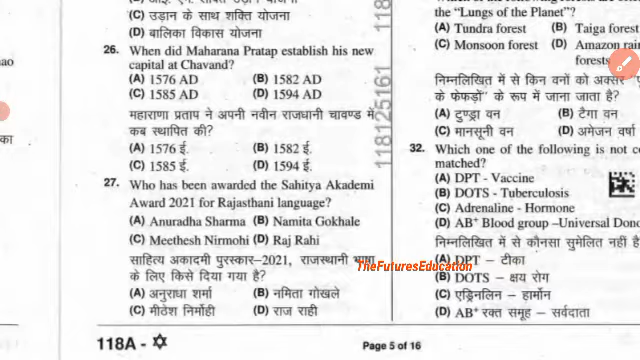 (C) उड़ान के साथ शक्ति योजना
(D) बालिका विकास योजना
26. When did Maharana Pratap establish his new
capital at Chavand?
(A) 1576 AD (B) 1582 AD
(C) 1585 AD (D) 1594 AD
महाराणा प्रताप ने अपनी नवीन राजधानी चावण्ड में
कब स्थापित की?
(A) 1576 ई. (B) 1582 ई.
(C) 1585 ई. (D) 1594 ई.
27. Who has been awarded the Sahitya Akademi
Award 2021 for Rajasthani language?
(A) Anuradha Sharma (B) Namita Gokhale
(C) Meethesh Nirmohi (D) Raj Rahi
साहित्य अकादमी पुरस्कार–2021, राजस्थानी भाषा
के लिए किसे दिया गया है?
(A) अनुराधा शर्मा (B) नमिता गोखले
(C) मीठेश निर्मोही (D) राज राही
118A -
Page 5 of 16
118125161
118
the "Lungs of the Planet"?
(A) Tundra forest (B) Taiga forest
(C) Monsoon forest (D) Amazon rai
forests
निम्नलिखित में से किन वनों को अक्सर
के फेफड़ों" के रूप में जाना जाता है?
(A) टुण्ड्रा वन (B) टैगा वन
(C) मानसूनी वन (D) अमेजन वर्षा
32. Which one of the following is not co
matched?
(A) DPT - Vaccine
(B) DOTS - Tuberculosis
(C) Adrenaline - Hormone
(D) AB⁺ Blood group –Universal Dono
निम्नलिखित में से कौनसा सुमेलित नहीं है
(A) DPT – टीका
(B) DOTS – क्षय रोग
(C) एड्रिनलिन – हार्मोन
(D) AB⁺ रक्त समूह – सर्वदाता
TheFuturesEducation